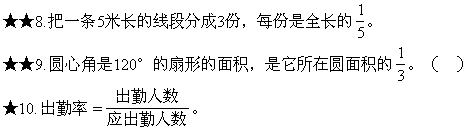 ★★8.把一条5米长的线段分成3份，每份是全长的1/5。
★★9.圆心角是120°的扇形的面积，是它所在圆面积的1/3。（ ）
★10.出勤率=出勤人数/应出勤人数。